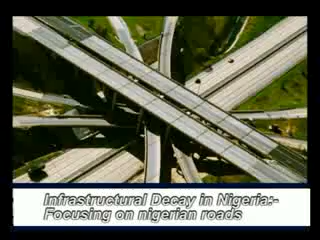 Infrastructural Decay in Nigeria:-
Focusing on nigerian roads